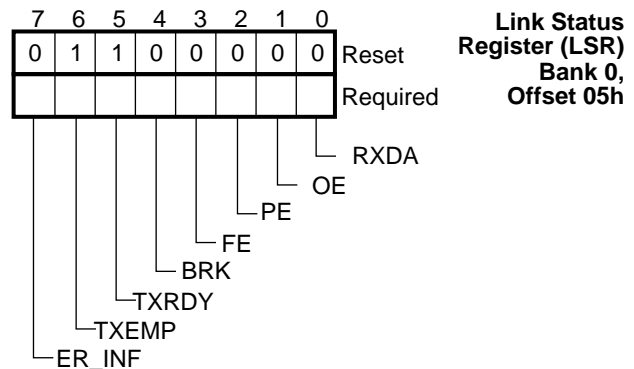 7 6 5 4 3 2 1 0
0 1 1 0 0 0 0 0 Reset
Required
Link Status
Register (LSR)
Bank 0,
Offset 05h
RXDA
OE
PE
FE
BRK
TXRDY
TXEMP
ER_INF